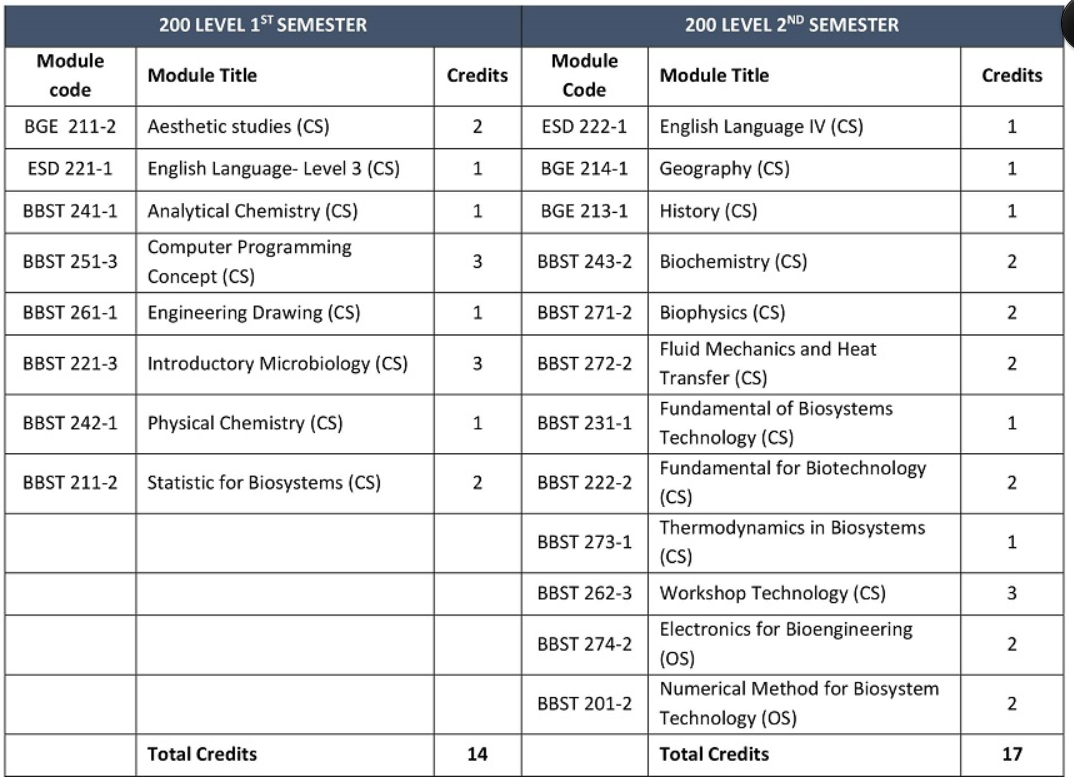 200 LEVEL 1ST SEMESTER 200 LEVEL 2ND SEMESTER
Module code Module Title Credits Module Code Module Title Credits
BGE 211-2 Aesthetic studies (CS) 2 ESD 222-1 English Language IV (CS) 1
ESD 221-1 English Language- Level 3 (CS) 1 BGE 214-1 Geography (CS) 1
BBST 241-1 Analytical Chemistry (CS) 1 BGE 213-1 History (CS) 1
BBST 251-3 Computer Programming Concept (CS) 3 BBST 243-2 Biochemistry (CS) 2
BBST 261-1 Engineering Drawing (CS) 1 BBST 271-2 Biophysics (CS) 2
BBST 221-3 Introductory Microbiology (CS) 3 BBST 272-2 Fluid Mechanics and Heat Transfer (CS) 2
BBST 242-1 Physical Chemistry (CS) 1 BBST 231-1 Fundamental of Biosystems Technology (CS) 1
BBST 211-2 Statistic for Biosystems (CS) 2 BBST 222-2 Fundamental for Biotechnology (CS) 2
BBST 273-1 Thermodynamics in Biosystems (CS) 1
BBST 262-3 Workshop Technology (CS) 3
BBST 274-2 Electronics for Bioengineering (OS) 2
BBST 201-2 Numerical Method for Biosystem Technology (OS) 2
Total Credits 14 Total Credits 17